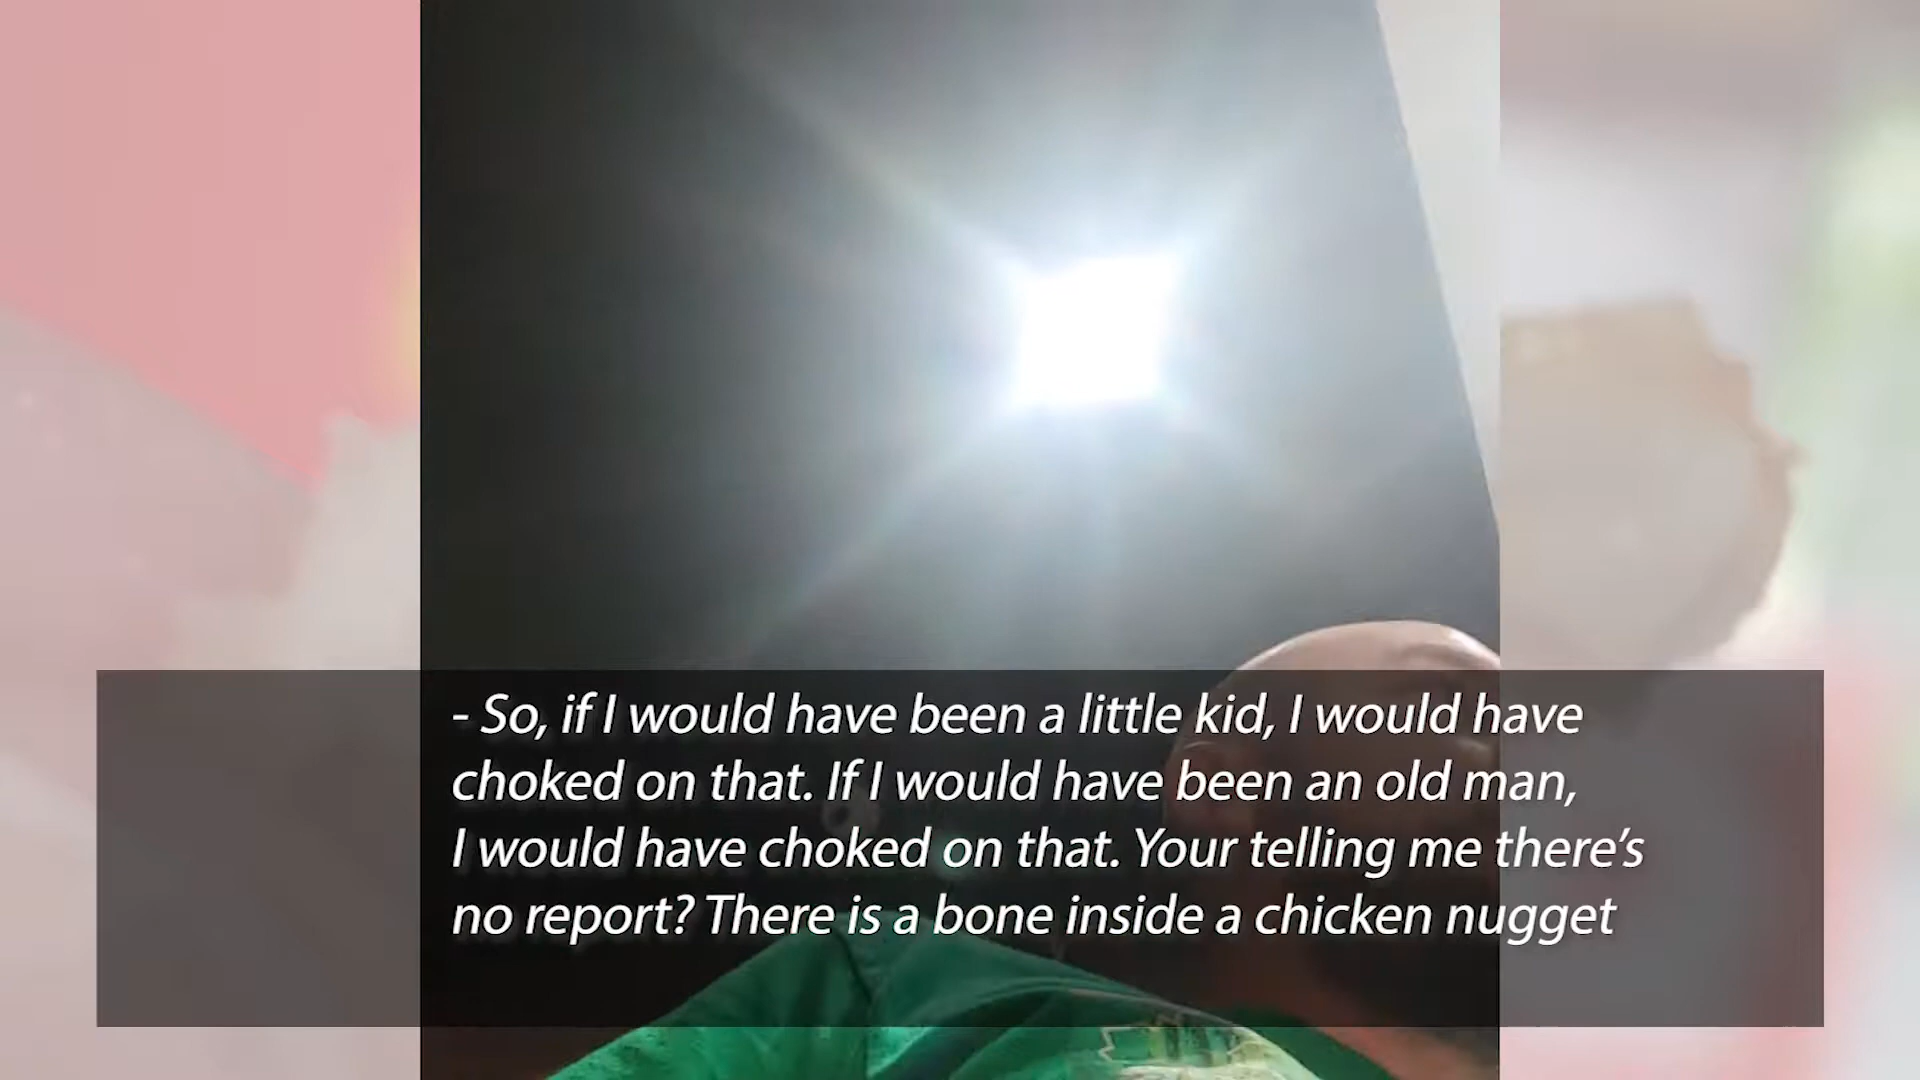 - So, if I would have been a little kid, I would have
choked on that. If I would have been an old man,
I would have choked on that. Your telling me there’s
no report? There is a bone inside a chicken nugget